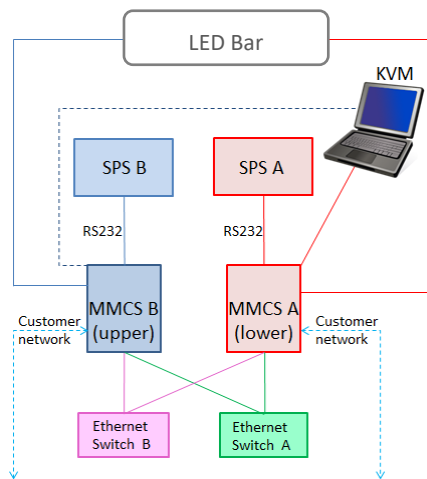 LED Bar
KVM
SPS B
SPS A
RS232
RS232
MMCS B
(upper)
MMCS A
(lower)
Customer
network
Customer
network
Ethernet
Switch B
Ethernet
Switch A